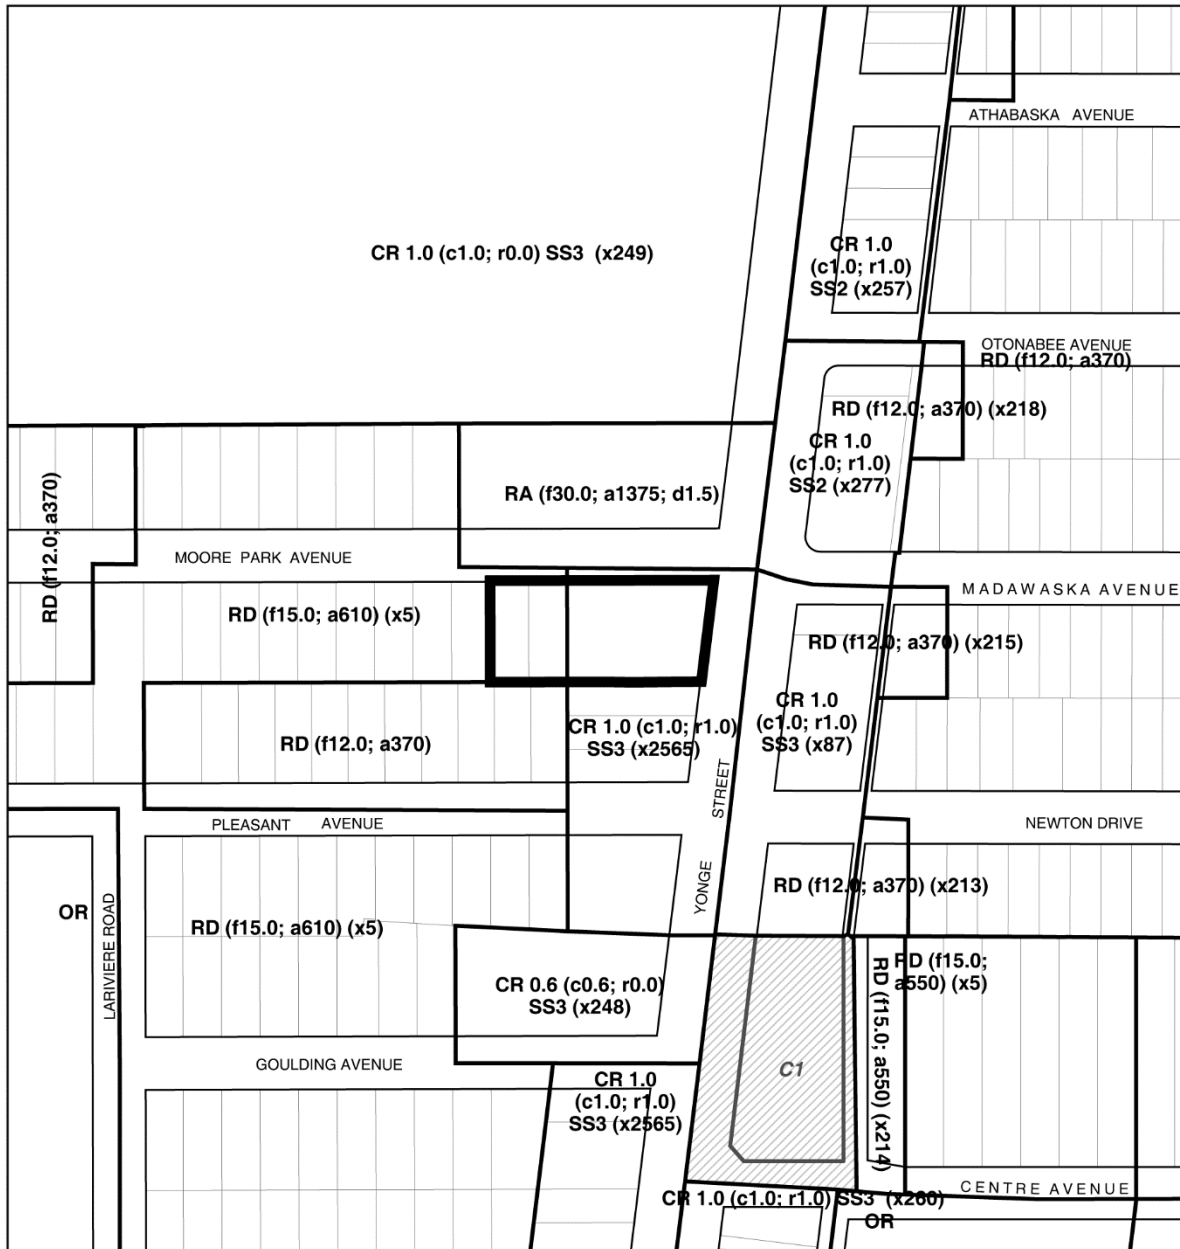 ATHABASKA AVENUE
CR 1.0 (c1.0; r0.0) SS3 (x249)
CR 1.0
(c1.0; r1.0)
SS2 (x257)
OTONABEE AVENUE
RD (f12.0; a370)
RD (f12.0; a370) (x218)
CR 1.0
(c1.0; r1.0)
SS2 (x277)
RA (f30.0; a1375; d1.5)
RD (f12.0; a370)
MOORE PARK AVENUE
MADAWASKA AVENUE
RD (f15.0; a610) (x5)
RD (f12.0; a370) (x215)
CR 1.0 (c1.0; r1.0)
SS3 (x2565)
CR 1.0
(c1.0; r1.0)
SS3 (x87)
RD (f12.0; a370)
YONGE STREET
PLEASANT AVENUE
NEWTON DRIVE
RD (f12.0; a370) (x213)
OR
LARIVIERE ROAD
RD (f15.0; a610) (x5)
CR 0.6 (c0.6; r0.0)
SS3 (x248)
RD (f15.0; a550) (x214)
RD (f15.0;
a550) (x5)
GOULDING AVENUE
C1
CR 1.0
(c1.0; r1.0)
SS3 (x2565)
CENTRE AVENUE
CR 1.0 (c1.0; r1.0) SS3 (x260)
OR